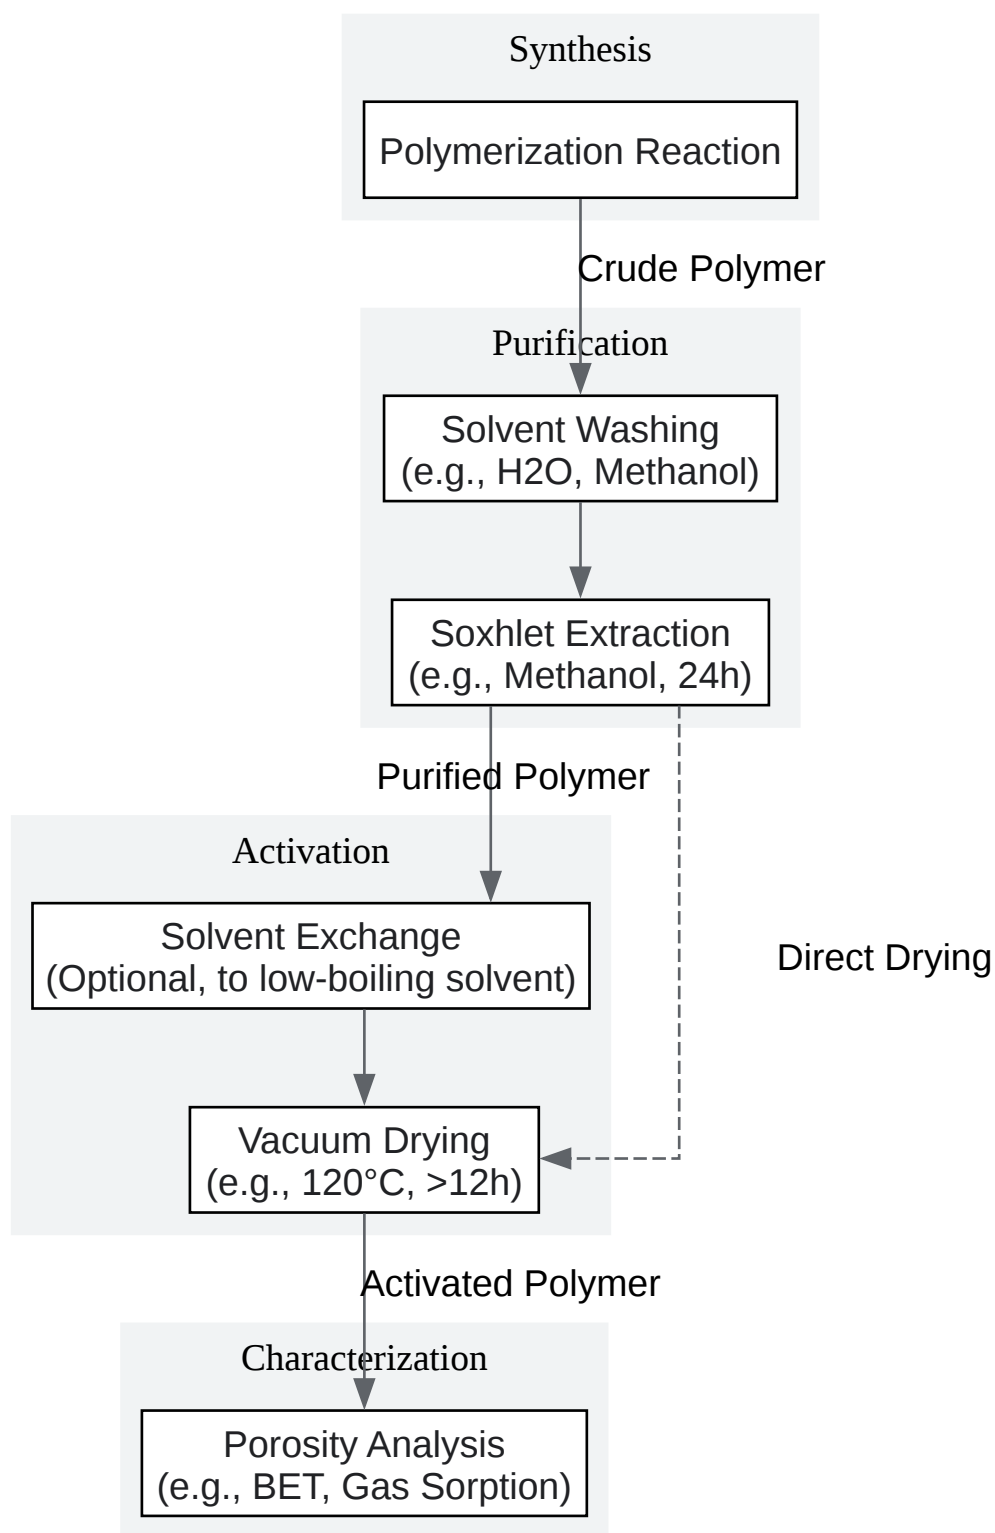 Synthesis
Polymerization Reaction
Crude Polymer
Purification
Solvent Washing
(e.g., H2O, Methanol)
Soxhlet Extraction
(e.g., Methanol, 24h)
Purified Polymer
Activation
Solvent Exchange
(Optional, to low-boiling solvent)
Direct Drying
Vacuum Drying
(e.g., 120°C, >12h)
Activated Polymer
Characterization
Porosity Analysis
(e.g., BET, Gas Sorption)